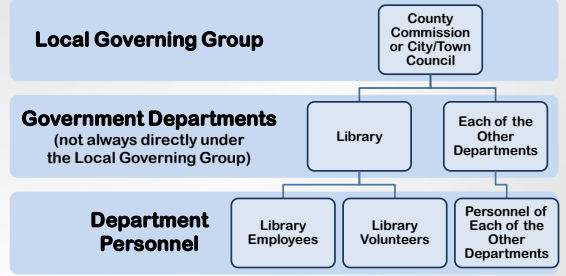 Local Governing Group
County
Commission
or City/Town
Council
Government Departments
(not always directly under
the Local Governing Group)
Library
Each of the
Other
Departments
Department
Personnel
Library
Employees
Library
Volunteers
Personnel of
Each of the
Other
Departments